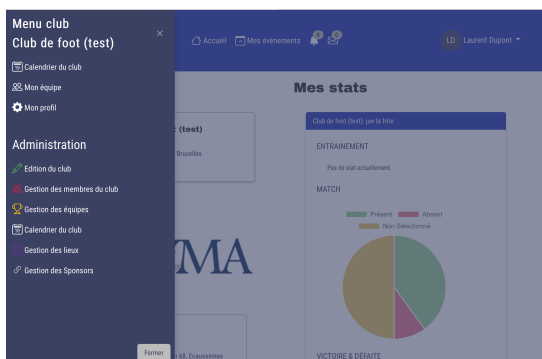 Menu club
Club de foot (test)
×
Calendrier du club
Mon équipe
Mon profil
Administration
Edition du club
Gestion des membres du club
Gestion des équipes
Calendrier du club
Gestion des lieux
Gestion des Sponsors
Fermer
Accueil Mes événements
LD Laurent Dupont
Mes stats
(test)
Bruxelles
MA
68, Ecaussinnes
Club de foot (test): joe la frite
ENTRAINEMENT
Pas de stat actuellement.
MATCH
Présent Absent
Non Sélectionné
VICTOIRE & DÉFAITE